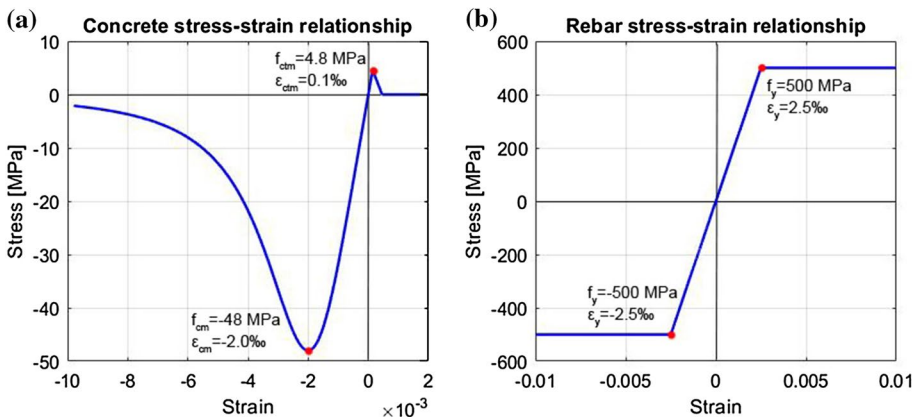 (a)
Concrete stress-strain relationship
f_ctm=4.8 MPa
ε_ctm=0.1‰
f_cm=-48 MPa
ε_cm=-2.0‰
Stress [MPa]
10
0
-10
-20
-30
-40
-50
-10
-8
-6
-4
-2
0
2
Strain
×10^-3
(b)
Rebar stress-strain relationship
f_y=500 MPa
ε_y=2.5‰
f_y=-500 MPa
ε_y=-2.5‰
Stress [MPa]
600
400
200
0
-200
-400
-600
-0.01
-0.005
0
0.005
0.01
Strain